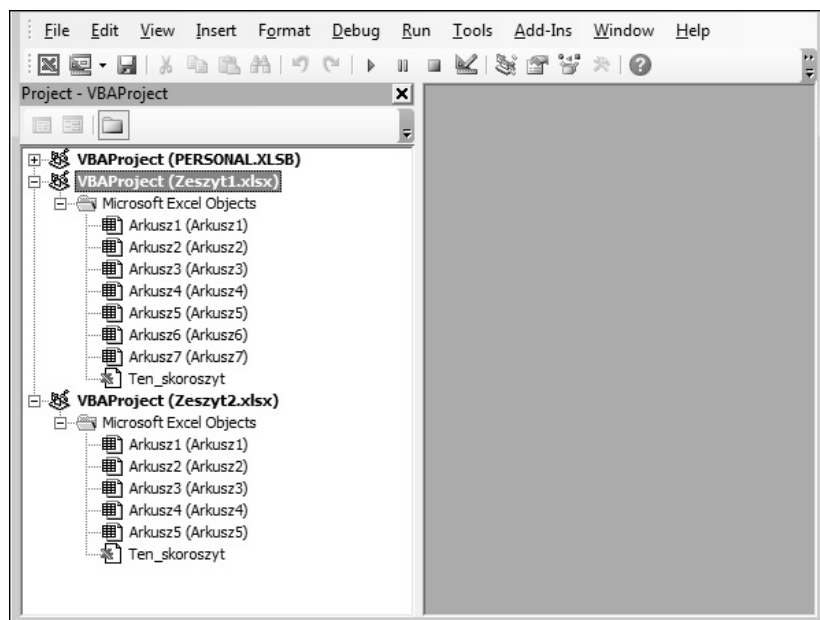 File Edit View Insert Format Debug Run Tools Add-Ins Window Help
Project - VBAProject
VBAProject (PERSONAL.XLSB)
VBAProject (Zeszyt1.xlsx)
Microsoft Excel Objects
Arkusz1 (Arkusz1)
Arkusz2 (Arkusz2)
Arkusz3 (Arkusz3)
Arkusz4 (Arkusz4)
Arkusz5 (Arkusz5)
Arkusz6 (Arkusz6)
Arkusz7 (Arkusz7)
Ten_skoroszyt
VBAProject (Zeszyt2.xlsx)
Microsoft Excel Objects
Arkusz1 (Arkusz1)
Arkusz2 (Arkusz2)
Arkusz3 (Arkusz3)
Arkusz4 (Arkusz4)
Arkusz5 (Arkusz5)
Ten_skoroszyt